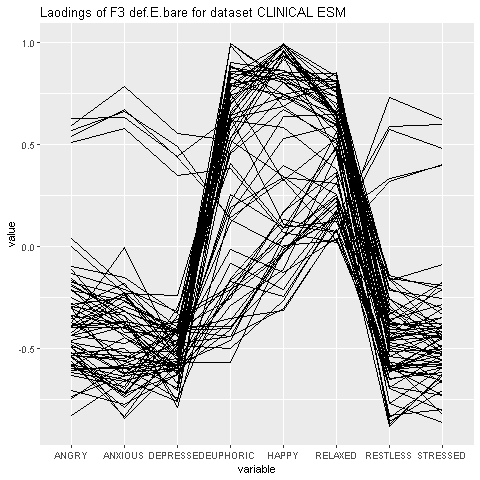 Laodings of F3 def.E.bare for dataset CLINICAL ESM
1.0
0.5
0.0
-0.5
value
ANGRY ANXIOUS DEPRESSEDEUPHORIC HAPPY RELAXED RESTLESS STRESSED
variable